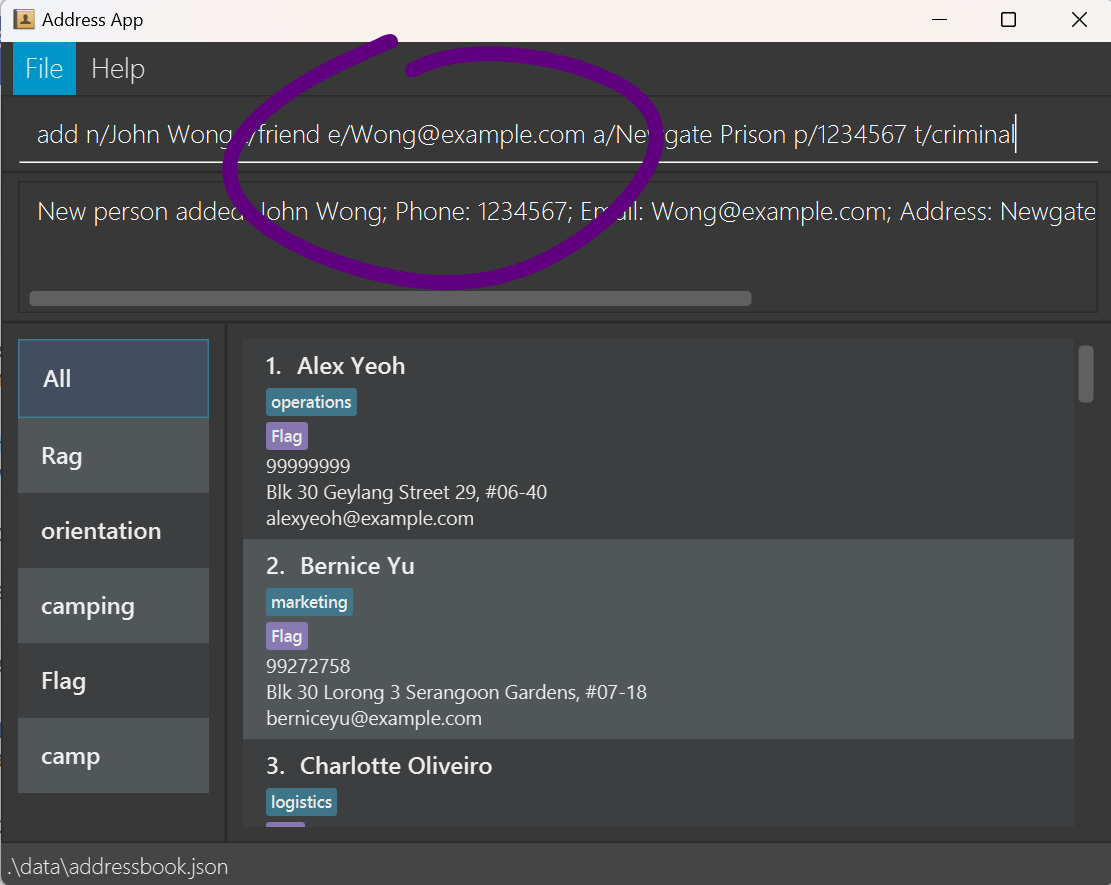 Address App
File Help
add n/John Wong t/friend e/Wong@example.com a/Newgate Prison p/1234567 t/criminal
New person added: John Wong; Phone: 1234567; Email: Wong@example.com; Address: Newgate
All
Rag
orientation
camping
Flag
camp
1. Alex Yeoh
operations
Flag
99999999
Blk 30 Geylang Street 29, #06-40
alexyeoh@example.com
2. Bernice Yu
marketing
Flag
99272758
Blk 30 Lorong 3 Serangoon Gardens, #07-18
berniceyu@example.com
3. Charlotte Oliveiro
logistics
.\data\addressbook.json